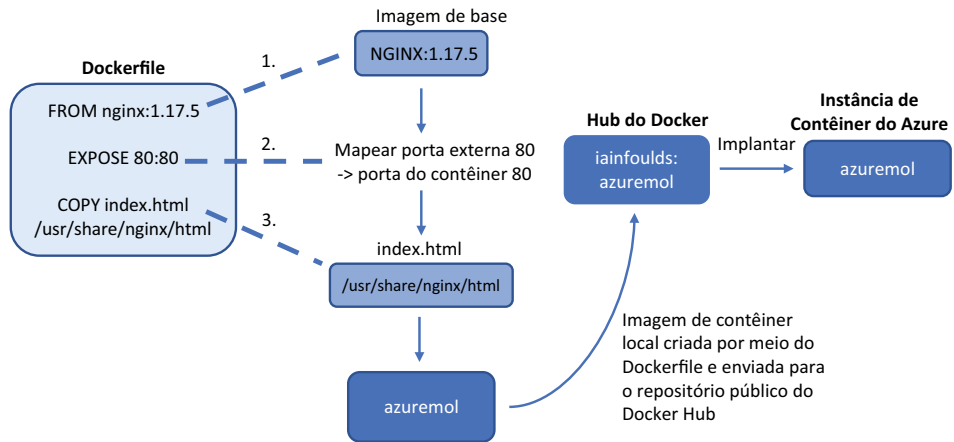 Dockerfile
FROM nginx:1.17.5
EXPOSE 80:80
COPY index.html
/usr/share/nginx/html
1.
2.
3.
Imagem de base
NGINX:1.17.5
Mapear porta externa 80
-> porta do contêiner 80
index.html
/usr/share/nginx/html
azuremol
Hub do Docker
iainfoulds:
azuremol
Implantar
Instância de
Contêiner do Azure
azuremol
Imagem de contêiner
local criada por meio do
Dockerfile e enviada para
o repositório público do
Docker Hub